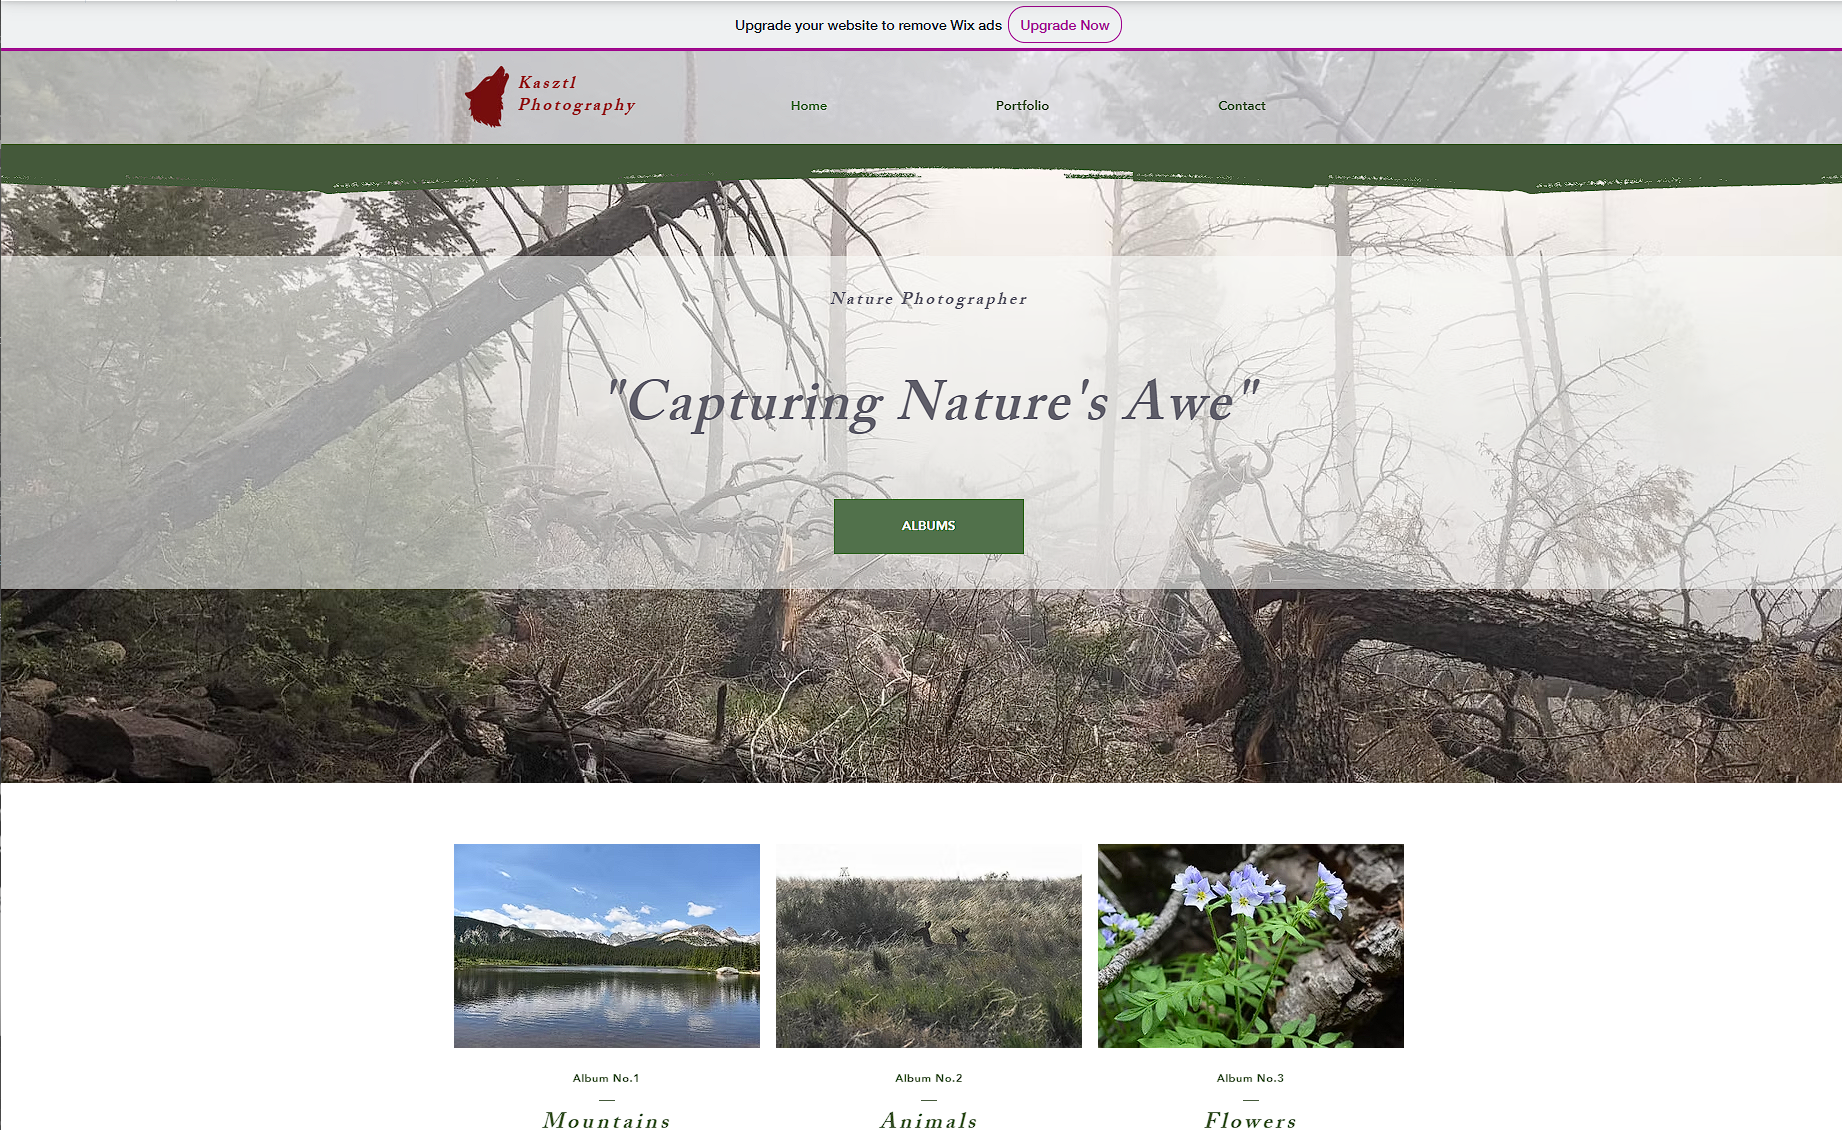 Upgrade your website to remove Wix ads Upgrade Now
Kasztl
Photography
Home Portfolio Contact
Nature Photographer
"Capturing Nature's Awe"
ALBUMS
Album No.1 Album No.2 Album No.3
Mountains Animals Flowers